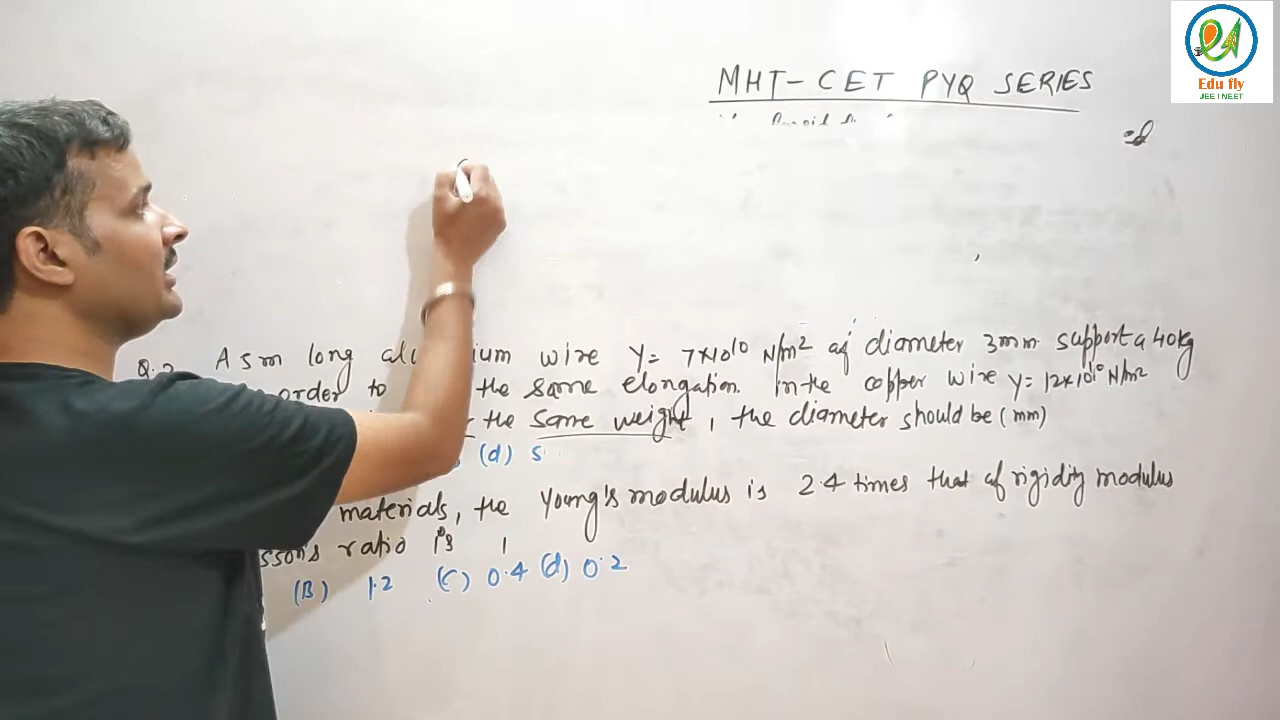 MHT-CET PYQ SERIES
Edu fly
JEE I NEET
Q.2 A 5m long alu ium wire Y= 7×10¹⁰ N/m² of diameter 3mm support a 40kg
order to the same elongation in the copper wire Y= 12×10¹⁰ N/m²
the same weight, the diameter should be (mm)
(d) 5
materials, the Young's modulus is 2.4 times that of rigidity modulus
ssons ratio is
(B) 1.2 (C) 0.4 (d) 0.2